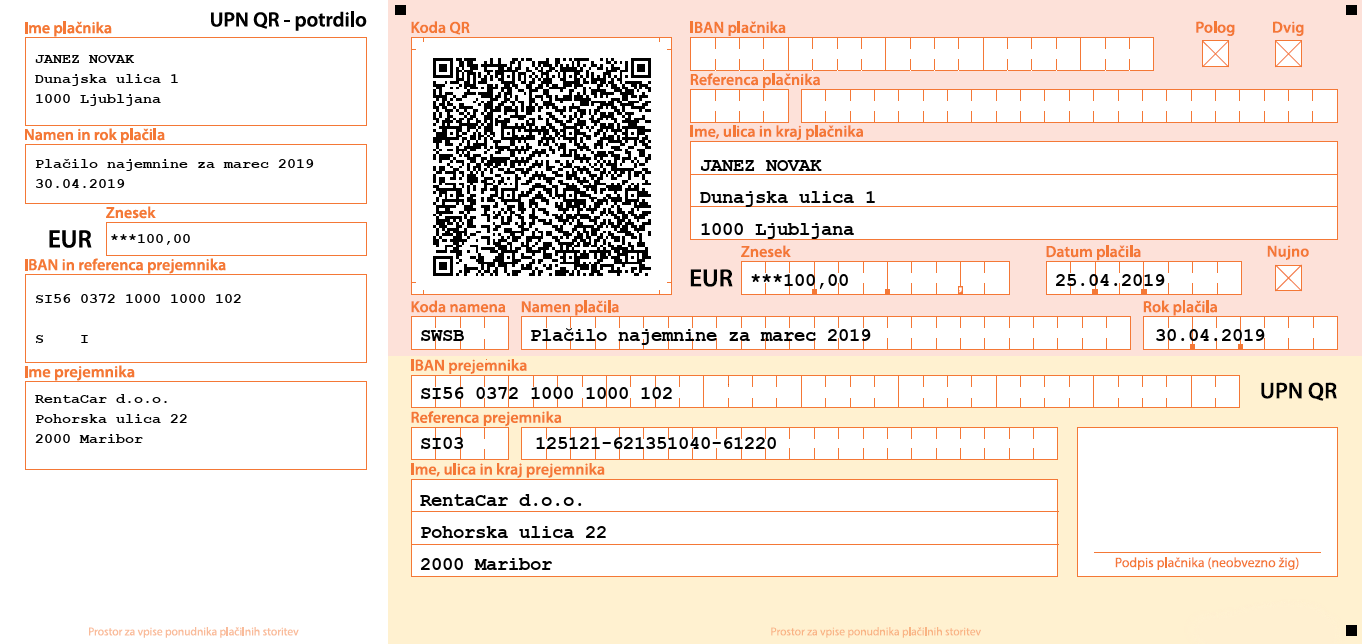 UPN QR - potrdilo
Ime plačnika
JANEZ NOVAK
Dunajska ulica 1
1000 Ljubljana
Namen in rok plačila
Plačilo najemnine za marec 2019
30.04.2019
Znesek
EUR ***100,00
IBAN in referenca prejemnika
SI56 0372 1000 1000 102
S I
Ime prejemnika
RentaCar d.o.o.
Pohorska ulica 22
2000 Maribor
Prostor za vpise ponudnika plačilnih storitev
Koda QR
IBAN plačnika
Polog Dvig
Referenca plačnika
Ime, ulica in kraj plačnika
JANEZ NOVAK
Dunajska ulica 1
1000 Ljubljana
Znesek Datum plačila Nujno
EUR ***100,00 25.04.2019
Koda namena Namen plačila Rok plačila
SWSB Plačilo najemnine za marec 2019 30.04.2019
IBAN prejemnika
SI56 0372 1000 1000 102 UPN QR
Referenca prejemnika
SI03 125121-621351040-61220
Ime, ulica in kraj prejemnika
RentaCar d.o.o.
Pohorska ulica 22
2000 Maribor
Podpis plačnika (neobvezno žig)
Prostor za vpise ponudnika plačilnih storitev